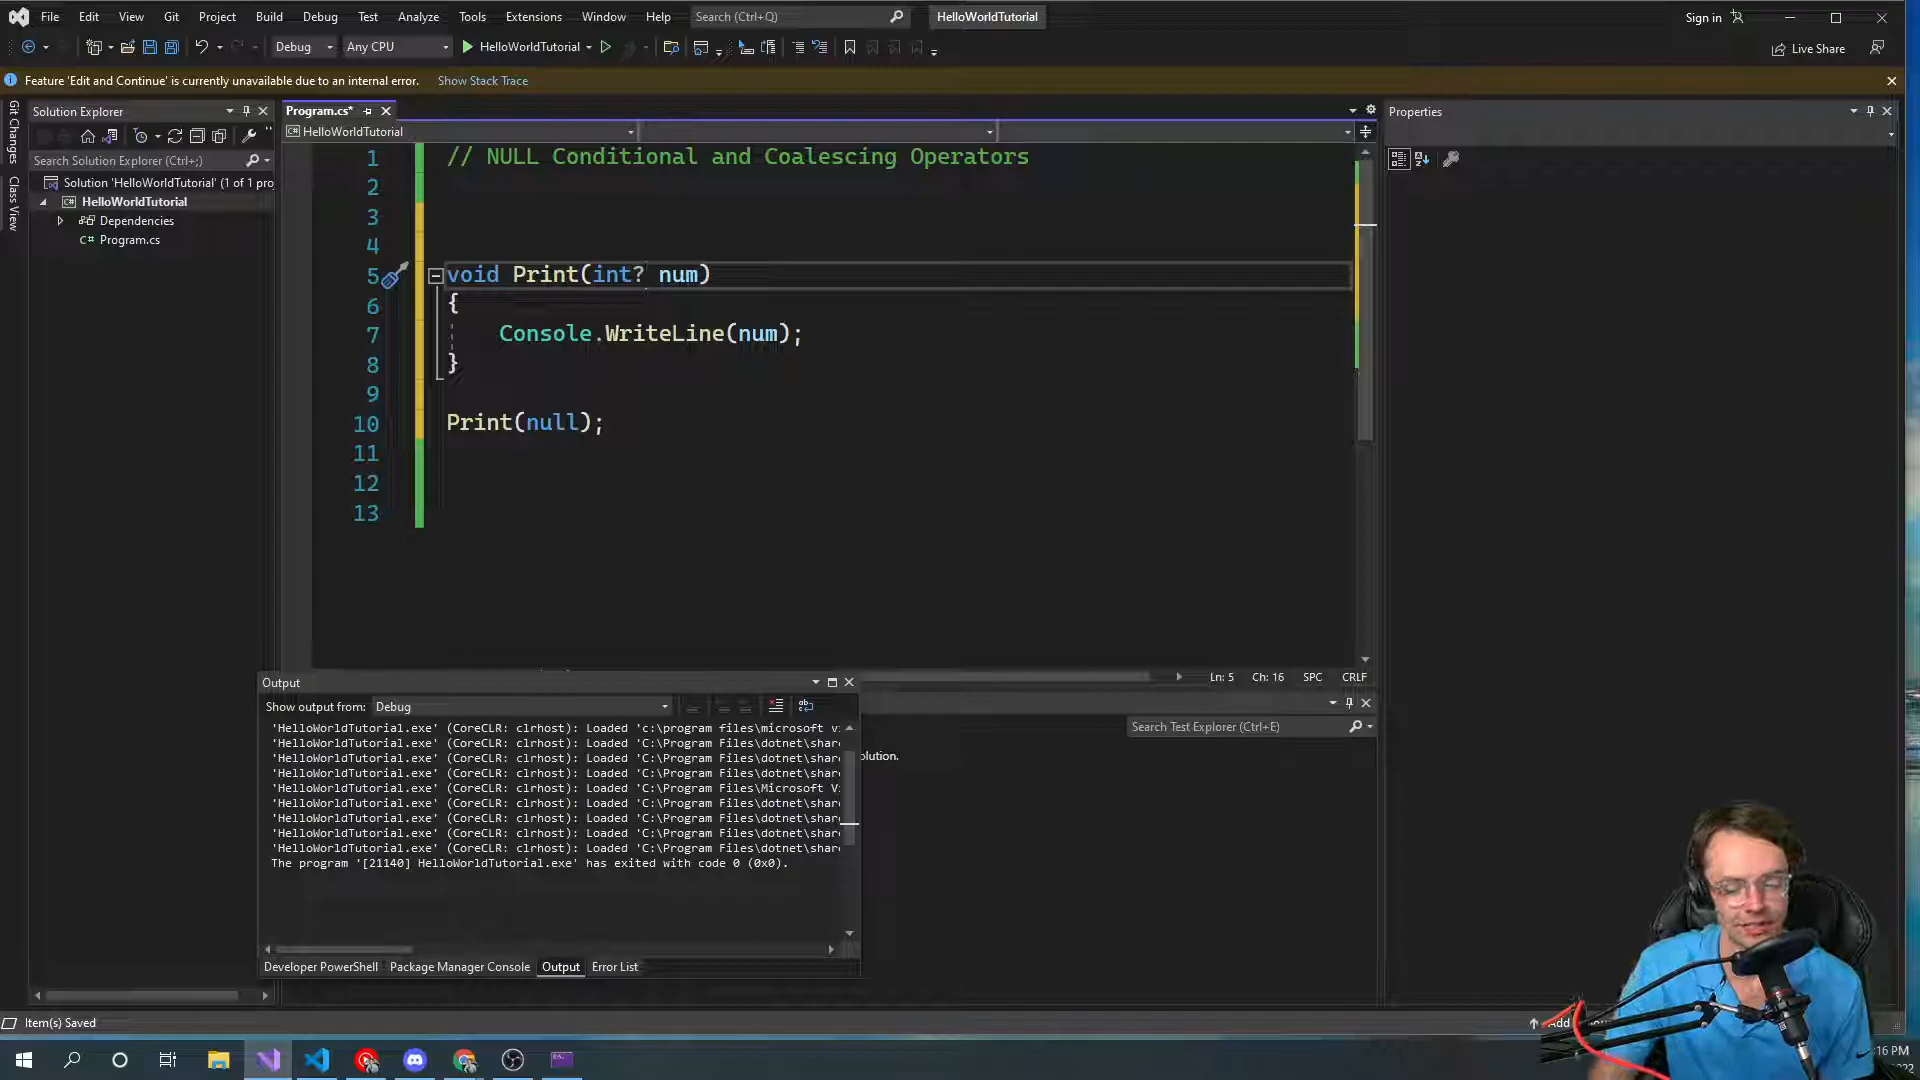 File Edit View Git Project Build Debug Test Analyze Tools Extensions Window Help Search (Ctrl+Q) HelloWorldTutorial Sign in
Debug Any CPU HelloWorldTutorial Live Share
Feature 'Edit and Continue' is currently unavailable due to an internal error. Show Stack Trace
Git Changes
Class View
Solution Explorer
Search Solution Explorer (Ctrl+;)
Solution 'HelloWorldTutorial' (1 of 1 pro
C# HelloWorldTutorial
Dependencies
C# Program.cs
Program.cs*
C# HelloWorldTutorial
1 // NULL Conditional and Coalescing Operators
2
3
4
5 void Print(int? num)
6 {
7 Console.WriteLine(num);
8 }
9
10 Print(null);
11
12
13
Ln: 5 Ch: 16 SPC CRLF
Properties
Output
Show output from: Debug
'HelloWorldTutorial.exe' (CoreCLR: clrhost): Loaded 'c:\program files\microsoft v
'HelloWorldTutorial.exe' (CoreCLR: clrhost): Loaded 'C:\Program Files\dotnet\shar
'HelloWorldTutorial.exe' (CoreCLR: clrhost): Loaded 'C:\Program Files\dotnet\shar
'HelloWorldTutorial.exe' (CoreCLR: clrhost): Loaded 'C:\Program Files\dotnet\shar
'HelloWorldTutorial.exe' (CoreCLR: clrhost): Loaded 'C:\Program Files\Microsoft V
'HelloWorldTutorial.exe' (CoreCLR: clrhost): Loaded 'C:\Program Files\dotnet\shar
'HelloWorldTutorial.exe' (CoreCLR: clrhost): Loaded 'C:\Program Files\dotnet\shar
'HelloWorldTutorial.exe' (CoreCLR: clrhost): Loaded 'C:\Program Files\dotnet\shar
'HelloWorldTutorial.exe' (CoreCLR: clrhost): Loaded 'C:\Program Files\dotnet\shar
The program '[21140] HelloWorldTutorial.exe' has exited with code 0 (0x0).
Developer PowerShell Package Manager Console Output Error List
Search Test Explorer (Ctrl+E)
olution.
Item(s) Saved
Add
16 PM